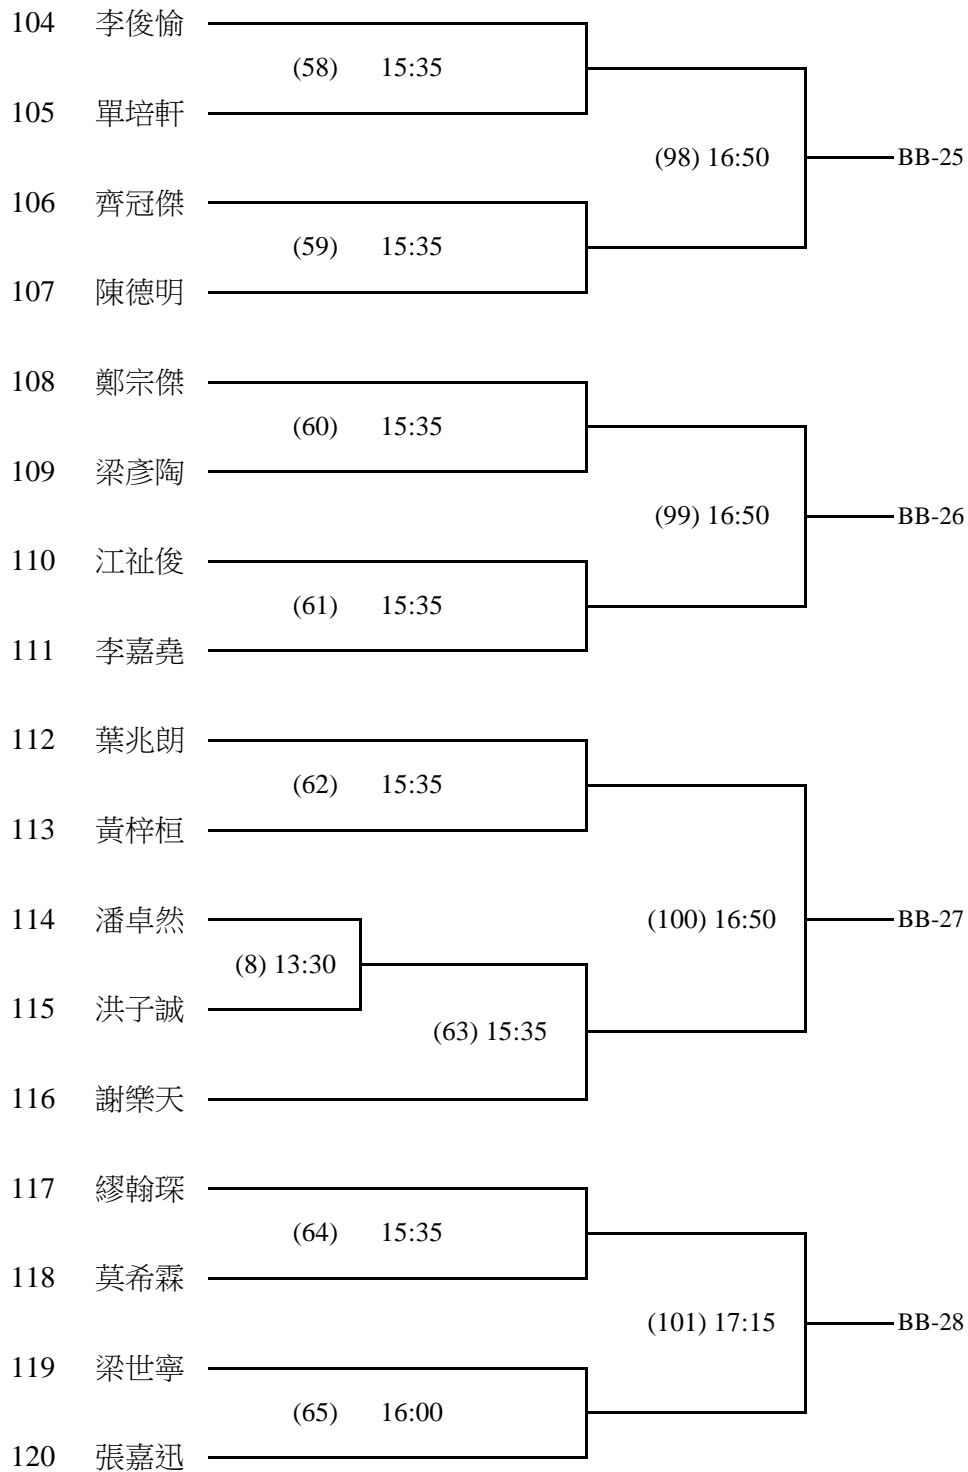 104 李俊愉
(58) 15:35
105 單培軒
(98) 16:50 BB-25
106 齊冠傑
(59) 15:35
107 陳德明
108 鄭宗傑
(60) 15:35
109 梁彥陶
(99) 16:50 BB-26
110 江祉俊
(61) 15:35
111 李嘉堯
112 葉兆朗
(62) 15:35
113 黃梓桓
114 潘卓然
(100) 16:50 BB-27
(8) 13:30
115 洪子誠
(63) 15:35
116 謝樂天
117 繆翰琛
(64) 15:35
118 莫希霖
(101) 17:15 BB-28
119 梁世寧
(65) 16:00
120 張嘉迅